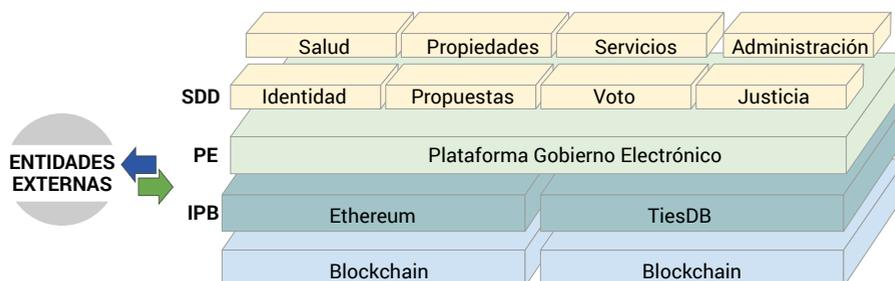 Salud Propiedades Servicios Administración
SDD Identidad Propuestas Voto Justicia
ENTIDADES
EXTERNAS
PE Plataforma Gobierno Electrónico
IPB Ethereum TiesDB
Blockchain Blockchain